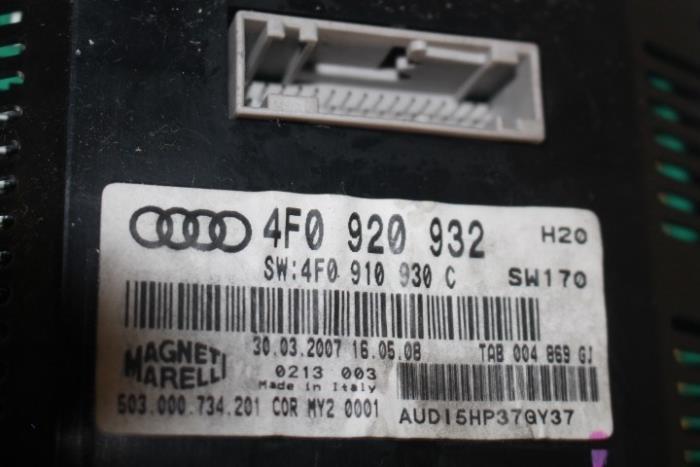 4F0 920 932 H20
SW:4F0 910 930 C SW170
30.03.2007 16.05.08 TAB 004 869 GJ
MAGNETI MARELLI
0213 003
Made in Italy
503.000.734.201 COR MY2 0001
AUDI5HP37GY37